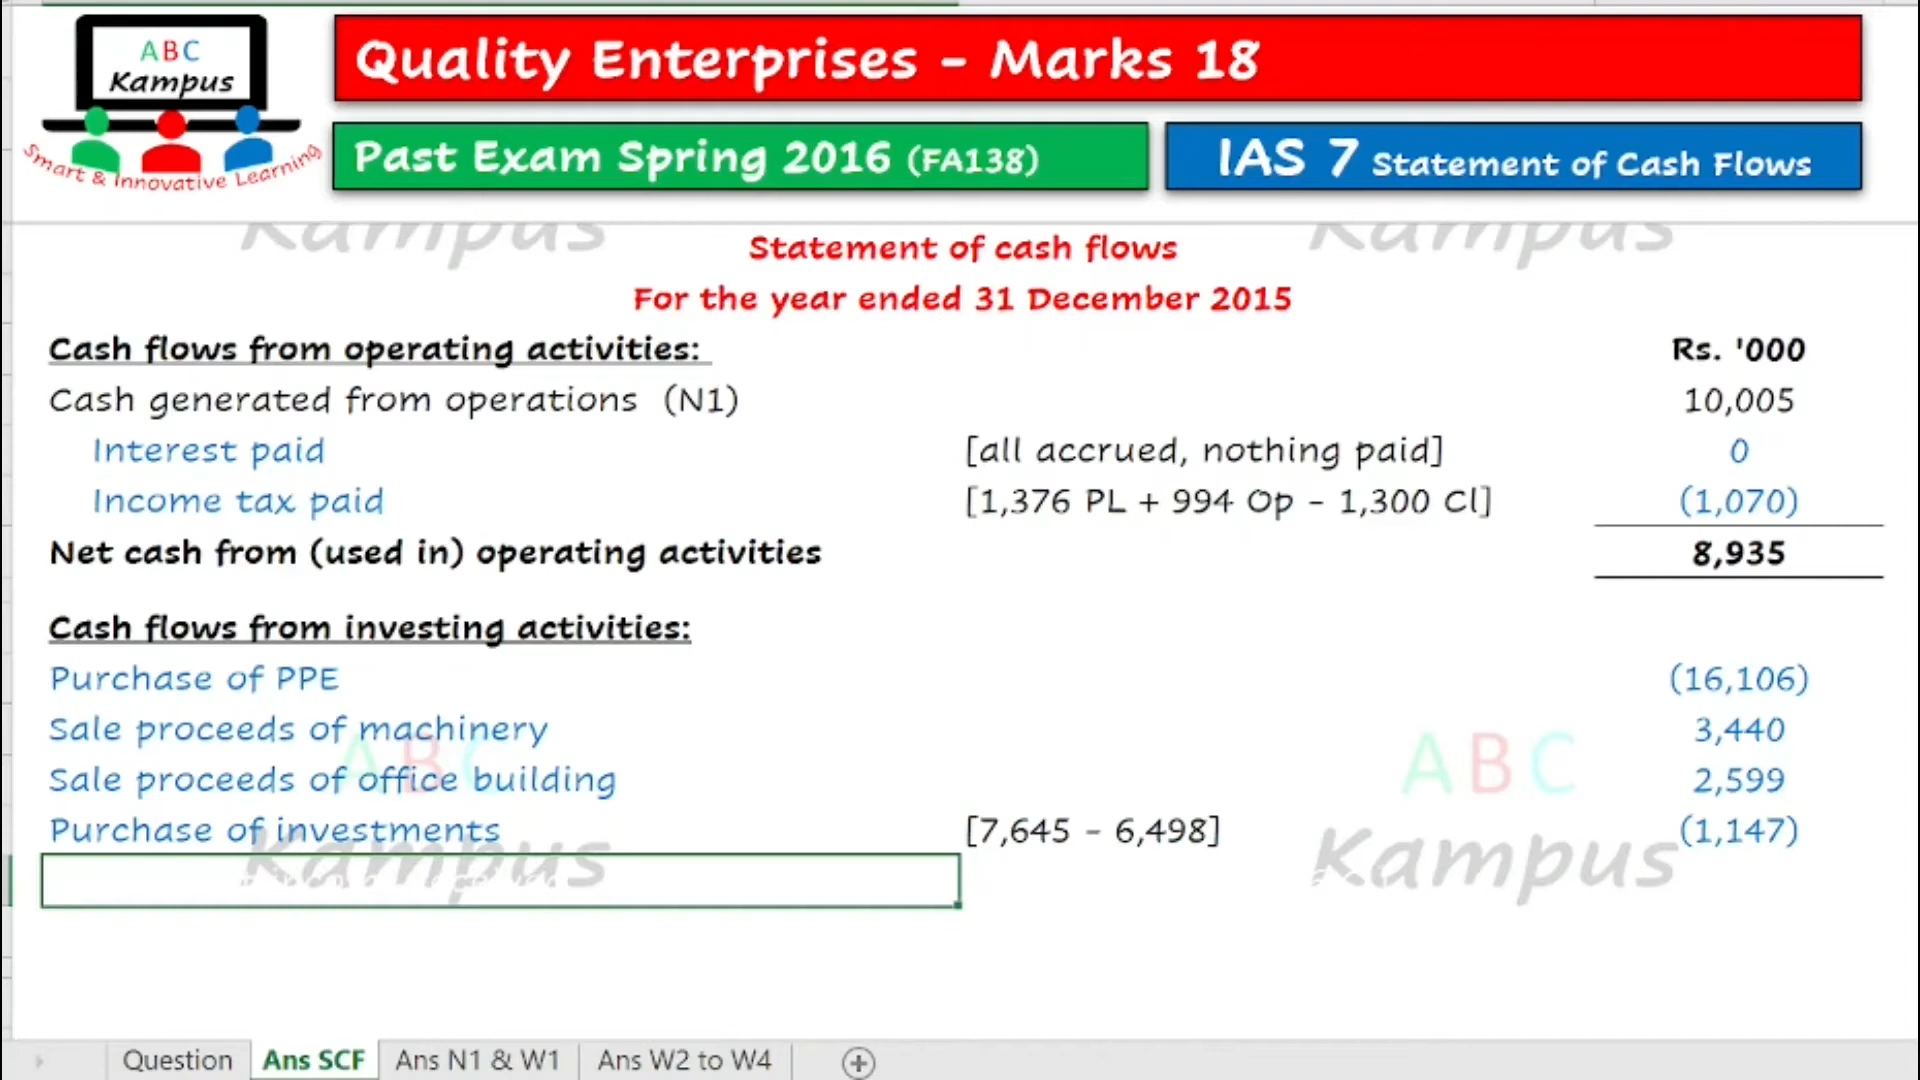 ABC
Kampus
Smart & Innovative Learning
Quality Enterprises - Marks 18
Past Exam Spring 2016 (FA138)
IAS 7 Statement of Cash Flows
Kampus Kampus
Statement of cash flows
For the year ended 31 December 2015
Cash flows from operating activities: Rs. '000
Cash generated from operations (N1) 10,005
Interest paid [all accrued, nothing paid] 0
Income tax paid [1,376 PL + 994 Op - 1,300 Cl] (1,070)
Net cash from (used in) operating activities 8,935
Cash flows from investing activities:
Purchase of PPE (16,106)
Sale proceeds of machinery 3,440
Sale proceeds of office building 2,599
Purchase of investments [7,645 - 6,498] (1,147)
ABC ABC
Kampus Kampus
Question Ans SCF Ans N1 & W1 Ans W2 to W4